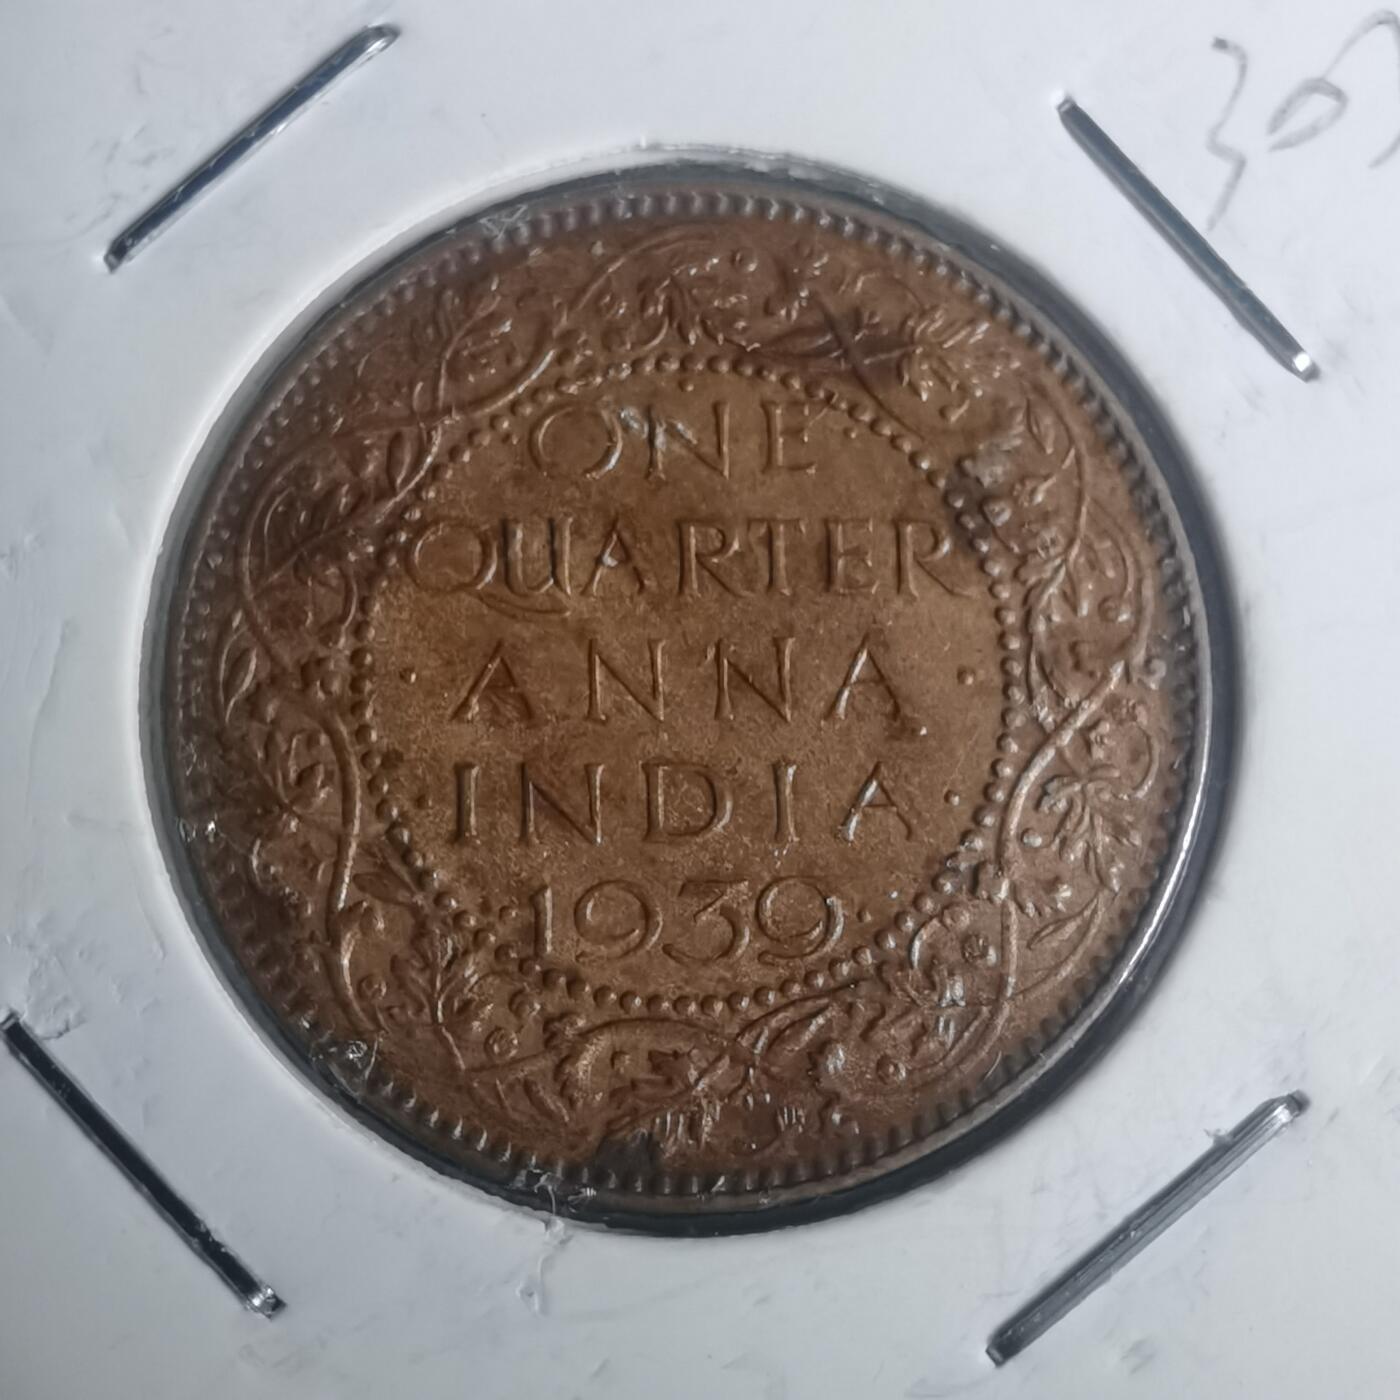 ONE
QUARTER
ANNA
INDIA
1939